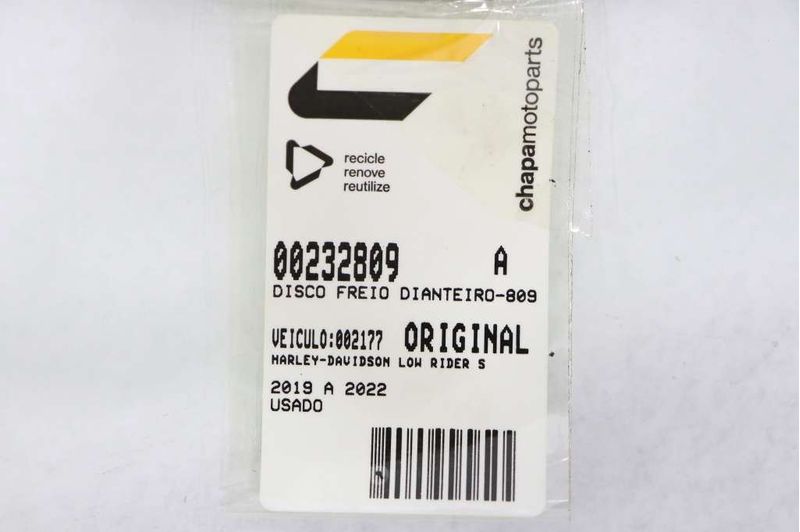 chapamotoparts
recicle
renove
reutilize
00232809 A
DISCO FREIO DIANTEIRO-809
VEICULO:002177 ORIGINAL
HARLEY-DAVIDSON LOW RIDER S
2019 A 2022
USADO